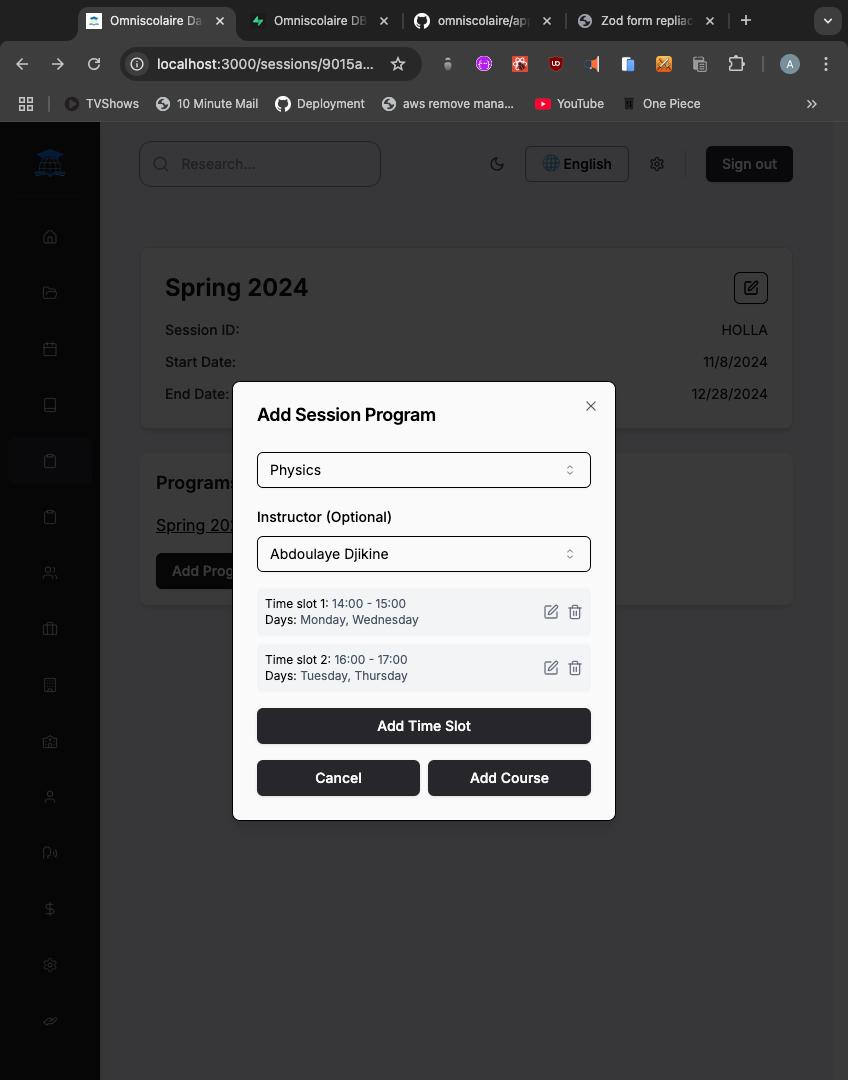 Omniscolaire Da
Omniscolaire DB
omniscolaire/app
Zod form repliac
localhost:3000/sessions/9015a...
A
TVShows
10 Minute Mail
Deployment
aws remove mana...
YouTube
One Piece
Research...
English
Sign out
Spring 2024
Session ID:
HOLLA
Start Date:
11/8/2024
End Date:
12/28/2024
Add Session Program
Physics
Programs
Instructor (Optional)
Spring 202
Abdoulaye Djikine
Add Prog
Time slot 1: 14:00 - 15:00
Days: Monday, Wednesday
Time slot 2: 16:00 - 17:00
Days: Tuesday, Thursday
Add Time Slot
Cancel
Add Course